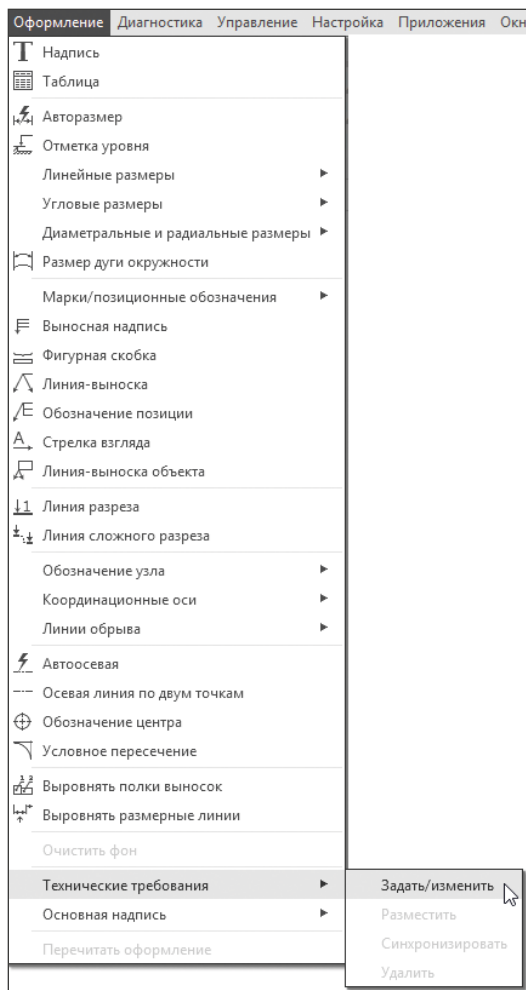 Оформление Диагностика Управление Настройка Приложения Окн
Надпись
Таблица
Авторазмер
Отметка уровня
Линейные размеры
Угловые размеры
Диаметральные и радиальные размеры
Размер дуги окружности
Марки/позиционные обозначения
Выносная надпись
Фигурная скобка
Линия-выноска
Обозначение позиции
Стрелка взгляда
Линия-выноска объекта
Линия разреза
Линия сложного разреза
Обозначение узла
Координационные оси
Линии обрыва
Автоосевая
Осевая линия по двум точкам
Обозначение центра
Условное пересечение
Выровнять полки выносок
Выровнять размерные линии
Очистить фон
Технические требования
Задать/изменить
Основная надпись
Разместить
Перечитать оформление
Синхронизировать
Удалить